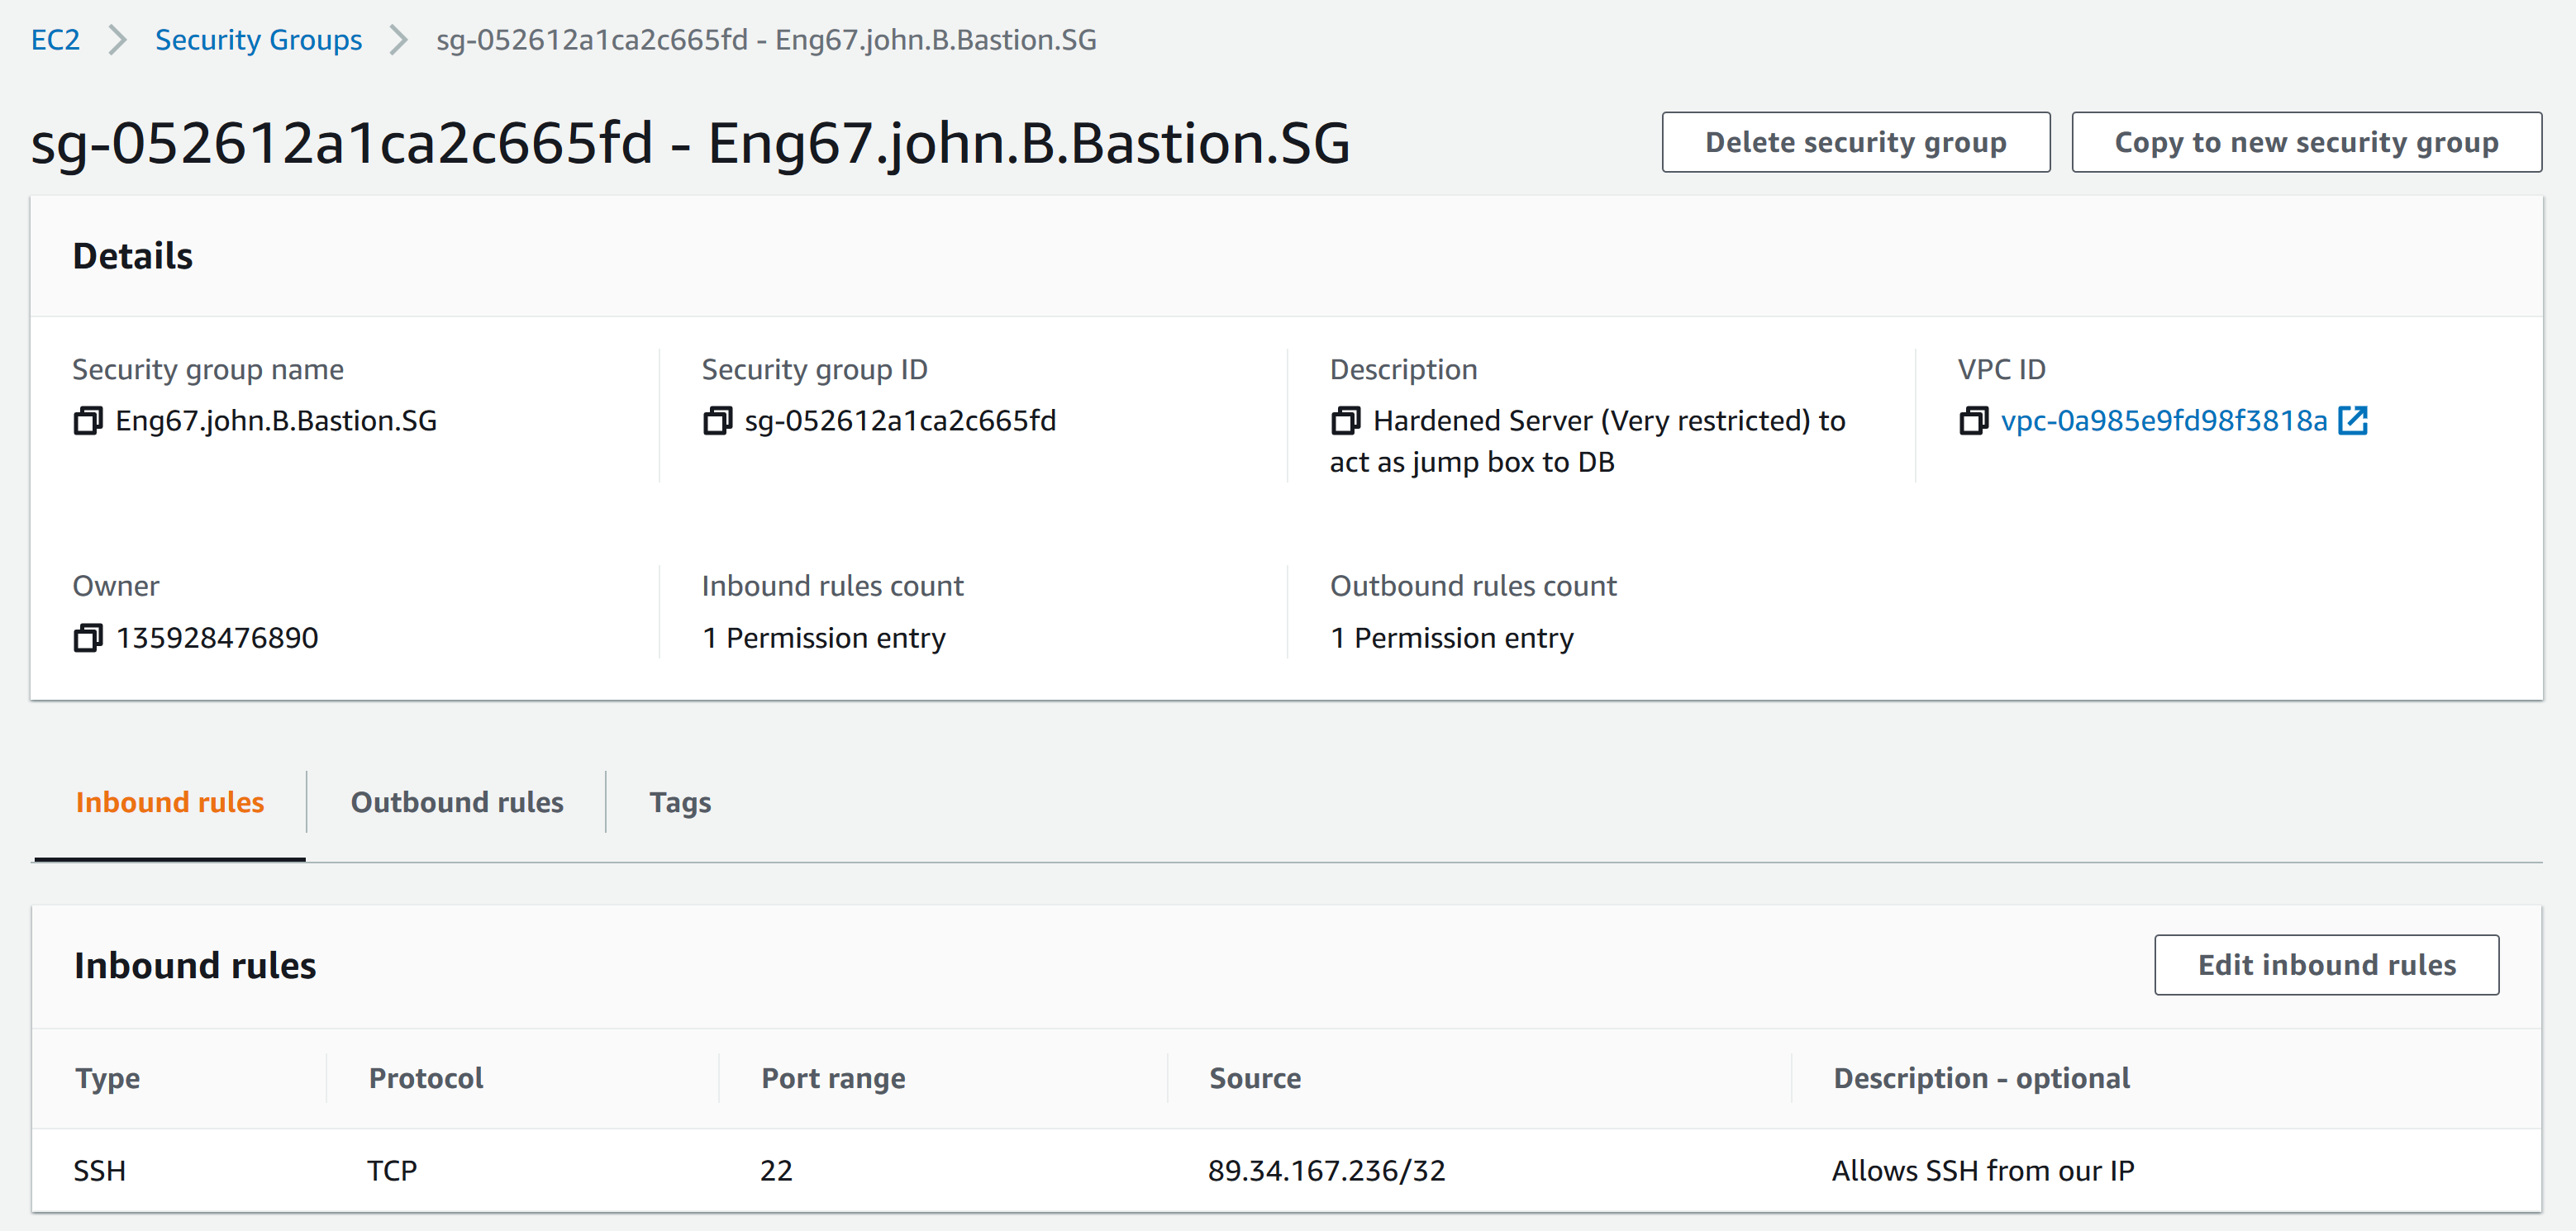 EC2 > Security Groups > sg-052612a1ca2c665fd - Eng67.john.B.Bastion.SG
sg-052612a1ca2c665fd - Eng67.john.B.Bastion.SG
Delete security group
Copy to new security group
Details
Security group name
Eng67.john.B.Bastion.SG
Security group ID
sg-052612a1ca2c665fd
Description
Hardened Server (Very restricted) to
act as jump box to DB
VPC ID
vpc-0a985e9fd98f3818a
Owner
135928476890
Inbound rules count
1 Permission entry
Outbound rules count
1 Permission entry
Inbound rules
Outbound rules
Tags
Inbound rules
Edit inbound rules
Type Protocol Port range Source Description - optional
SSH TCP 22 89.34.167.236/32 Allows SSH from our IP